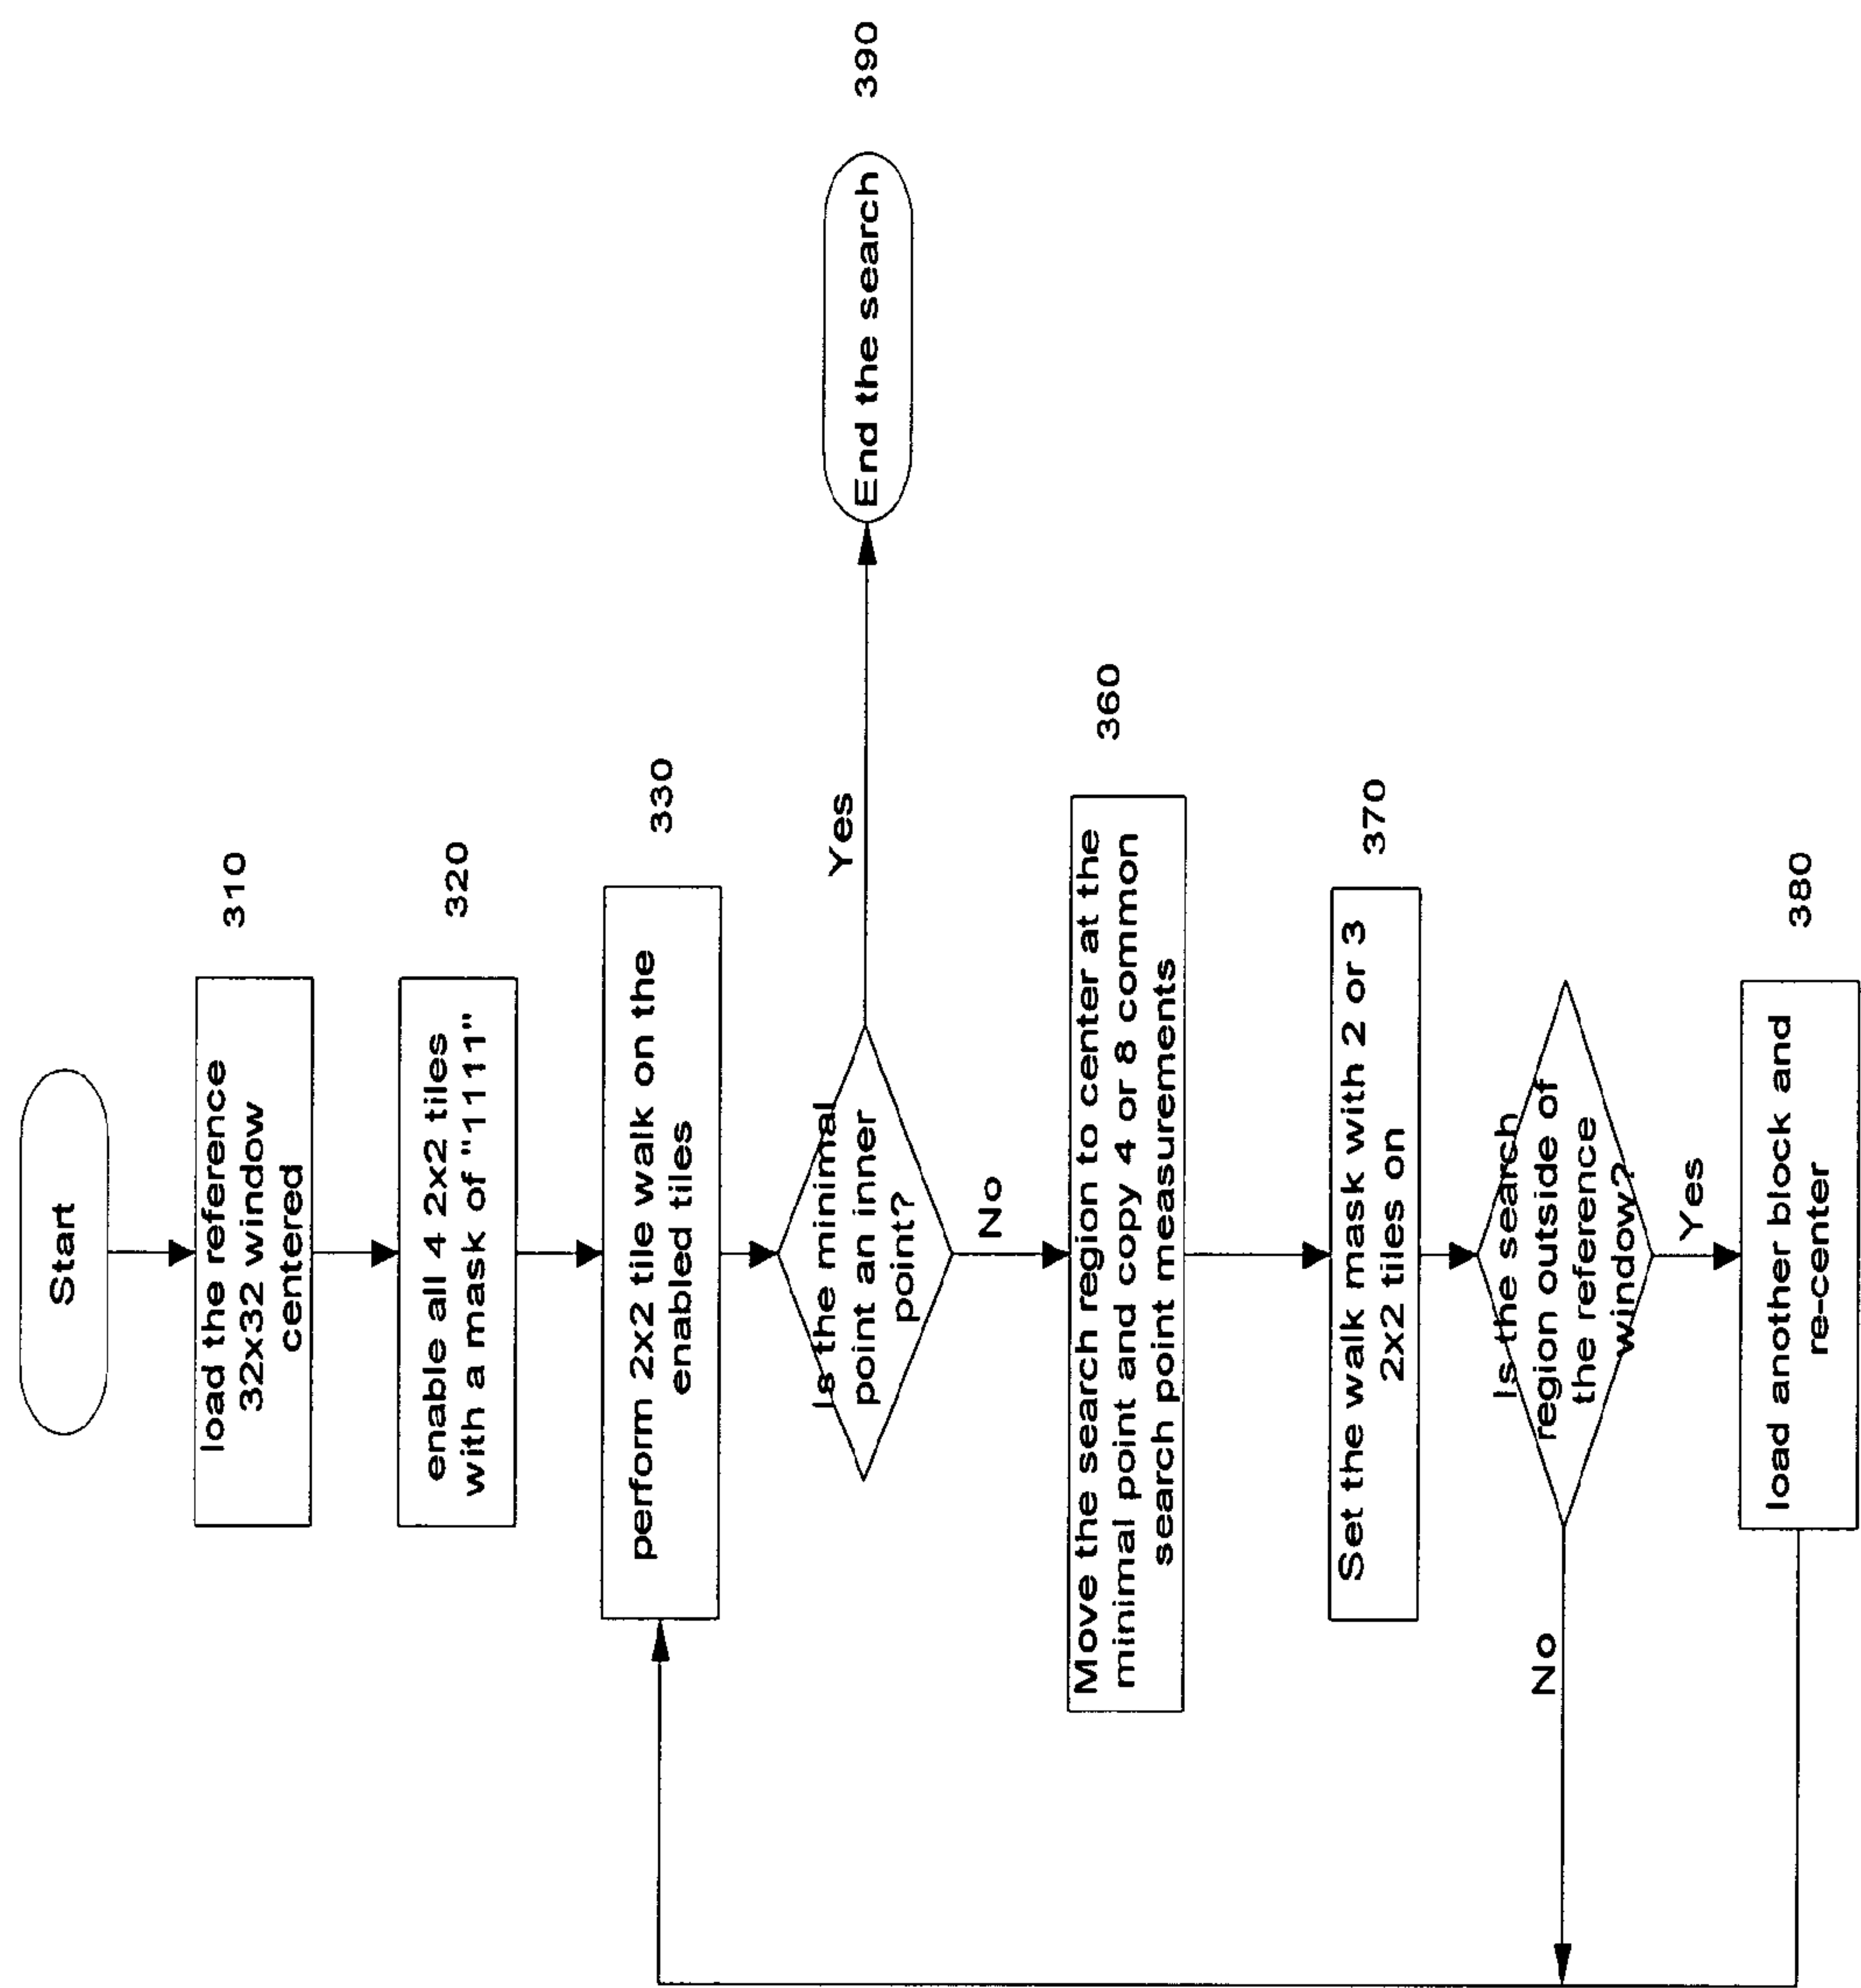 Start
load the reference
32x32 window
centered
310
enable all 4 2x2 tiles
with a mask of "1111"
320
perform 2x2 tile walk on the
enabled tiles
330
Is the minimal
point an inner
point?
Yes
End the search
390
No
Move the search region to center at the
minimal point and copy 4 or 8 common
search point measurements
360
Set the walk mask with 2 or 3
2x2 tiles on
370
Is the search
region outside of
the reference
window?
No
Yes
load another block and
re-center
380